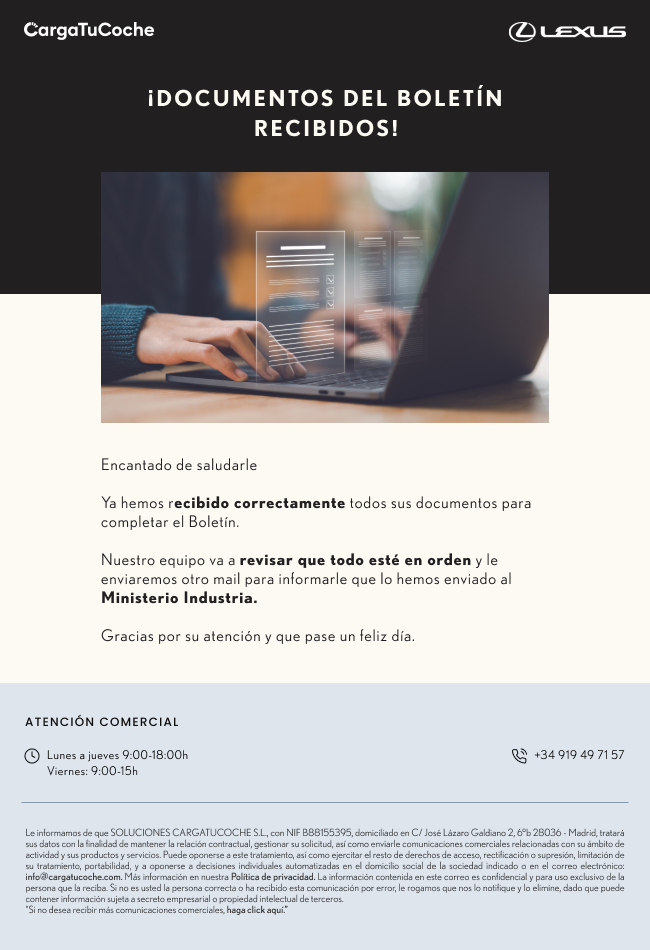 CargaTuCoche
LEXUS
¡DOCUMENTOS DEL BOLETÍN
RECIBIDOS!
Encantado de saludarle
Ya hemos recibido correctamente todos sus documentos para
completar el Boletín.
Nuestro equipo va a revisar que todo esté en orden y le
enviaremos otro mail para informarle que lo hemos enviado al
Ministerio Industria.
Gracias por su atención y que pase un feliz día.
ATENCIÓN COMERCIAL
Lunes a jueves 9:00-18:00h
Viernes: 9:00-15h
+34 919 49 71 57
Le informamos de que SOLUCIONES CARGATUCOCHE S.L., con NIF B88155395, domiciliado en C/ José Lázaro Galdiano 2, 6ºb 28036 - Madrid, tratará
sus datos con la finalidad de mantener la relación contractual, gestionar su solicitud, así como enviarle comunicaciones comerciales relacionadas con su ámbito de
actividad y sus productos y servicios. Puede oponerse a este tratamiento, así como ejercitar el resto de derechos de acceso, rectificación o supresión, limitación de
su tratamiento, portabilidad, y a oponerse a decisiones individuales automatizadas en el domicilio social de la sociedad indicado o en el correo electrónico:
info@cargatucoche.com. Más información en nuestra Política de privacidad. La información contenida en este correo es confidencial y para uso exclusivo de la
persona que la reciba. Si no es usted la persona correcta o ha recibido esta comunicación por error, le rogamos que nos lo notifique y lo elimine, dado que puede
contener información sujeta a secreto empresarial o propiedad intelectual de terceros.
"Si no desea recibir más comunicaciones comerciales, haga click aquí."